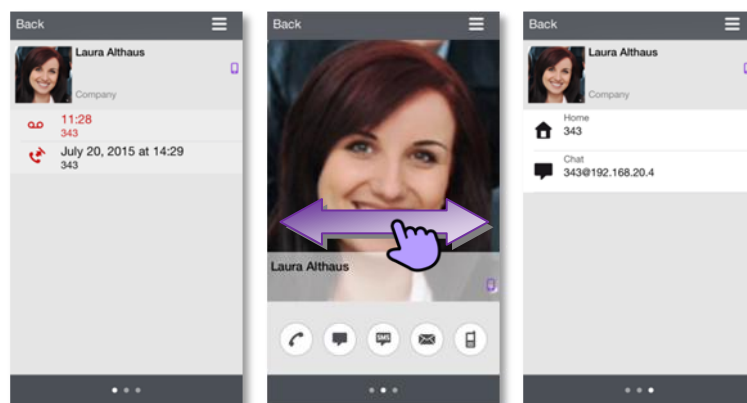 Back
Laura Althaus
Company
11:28
343
July 20, 2015 at 14:29
343
Back
Laura Althaus
SMS
Back
Laura Althaus
Company
Home
343
Chat
343@192.168.20.4